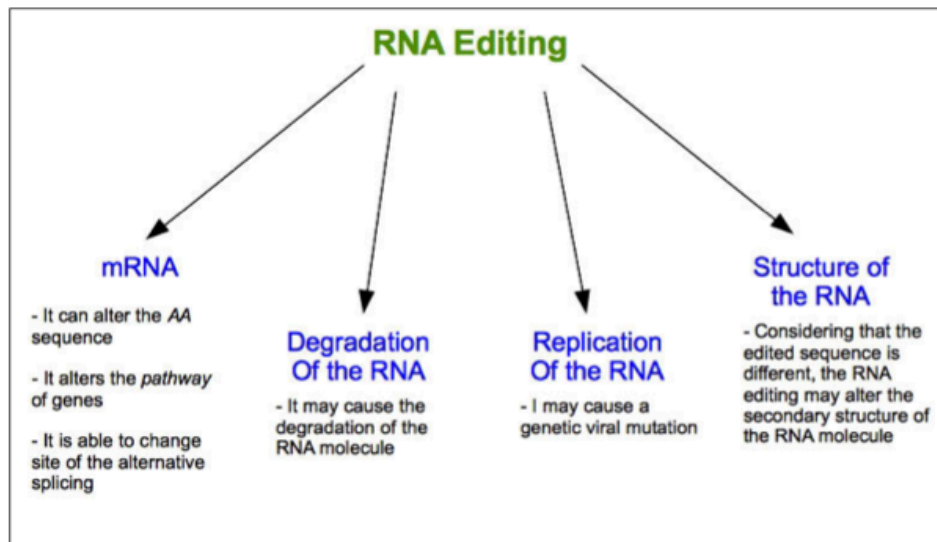 RNA Editing
mRNA
- It can alter the AA
sequence
- It alters the pathway
of genes
- It is able to change
site of the alternative
splicing
Degradation
Of the RNA
- It may cause the
degradation of the
RNA molecule
Replication
Of the RNA
- I may cause a
genetic viral mutation
Structure of
the RNA
- Considering that the
edited sequence is
different, the RNA
editing may alter the
secondary structure of
the RNA molecule